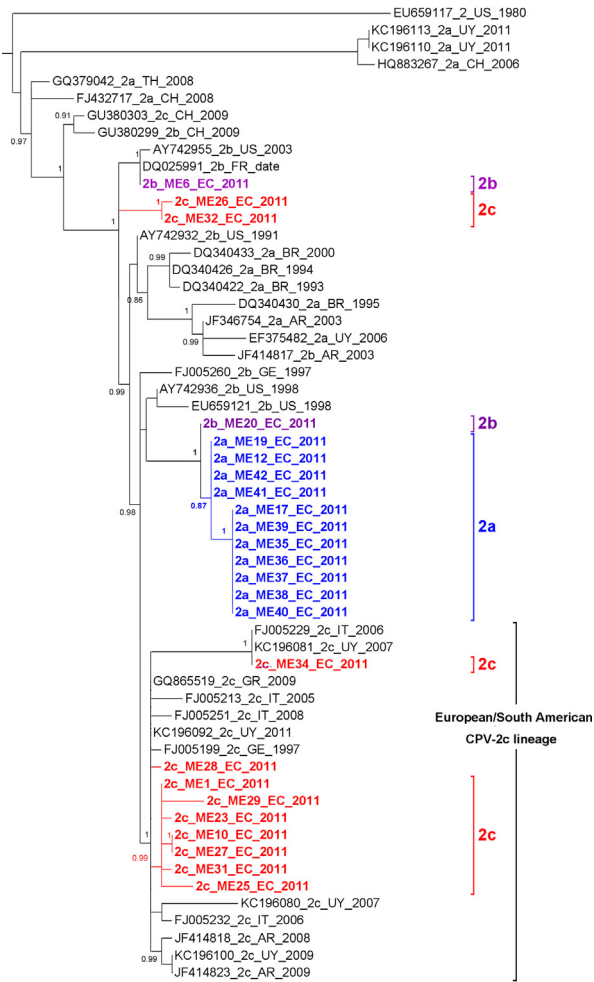 EU659117_2_US_1980
KC196113_2a_UY_2011
KC196110_2a_UY_2011
HQ883267_2a_CH_2006
GQ379042_2a_TH_2008
FJ432717_2a_CH_2008
0.91
GU380303_2c_CH_2009
0.97
GU380299_2b_CH_2009
1
AY742955_2b_US_2003
1
DQ025991_2b_FR_date
2b_ME6_EC_2011
2b
1
2c_ME26_EC_2011
2c
2c_ME32_EC_2011
AY742932_2b_US_1991
0.99
DQ340433_2a_BR_2000
DQ340426_2a_BR_1994
DQ340422_2a_BR_1993
0.86
DQ340430_2a_BR_1995
1
JF346754_2a_AR_2003
0.99
EF375482_2a_UY_2006
JF414817_2b_AR_2003
FJ005260_2b_GE_1997
0.99
AY742936_2b_US_1998
EU659121_2b_US_1998
2b_ME20_EC_2011
2b
2a_ME19_EC_2011
1
2a_ME12_EC_2011
2a_ME42_EC_2011
2a_ME41_EC_2011
0.87
2a_ME17_EC_2011
0.98
2a_ME39_EC_2011
2a
1
2a_ME35_EC_2011
2a_ME36_EC_2011
2a_ME37_EC_2011
2a_ME38_EC_2011
2a_ME40_EC_2011
FJ005229_2c_IT_2006
1
KC196081_2c_UY_2007
2c_ME34_EC_2011
2c
GQ865519_2c_GR_2009
FJ005213_2c_IT_2005
FJ005251_2c_IT_2008
European/South American
KC196092_2c_UY_2011
CPV-2c lineage
FJ005199_2c_GE_1997
2c_ME28_EC_2011
2c_ME1_EC_2011
2c_ME29_EC_2011
2c_ME23_EC_2011
1
1
2c_ME10_EC_2011
2c
2c_ME27_EC_2011
0.99
2c_ME31_EC_2011
2c_ME25_EC_2011
KC196080_2c_UY_2007
FJ005232_2c_IT_2006
JF414818_2c_AR_2008
0.99
KC196100_2c_UY_2009
JF414823_2c_AR_2009